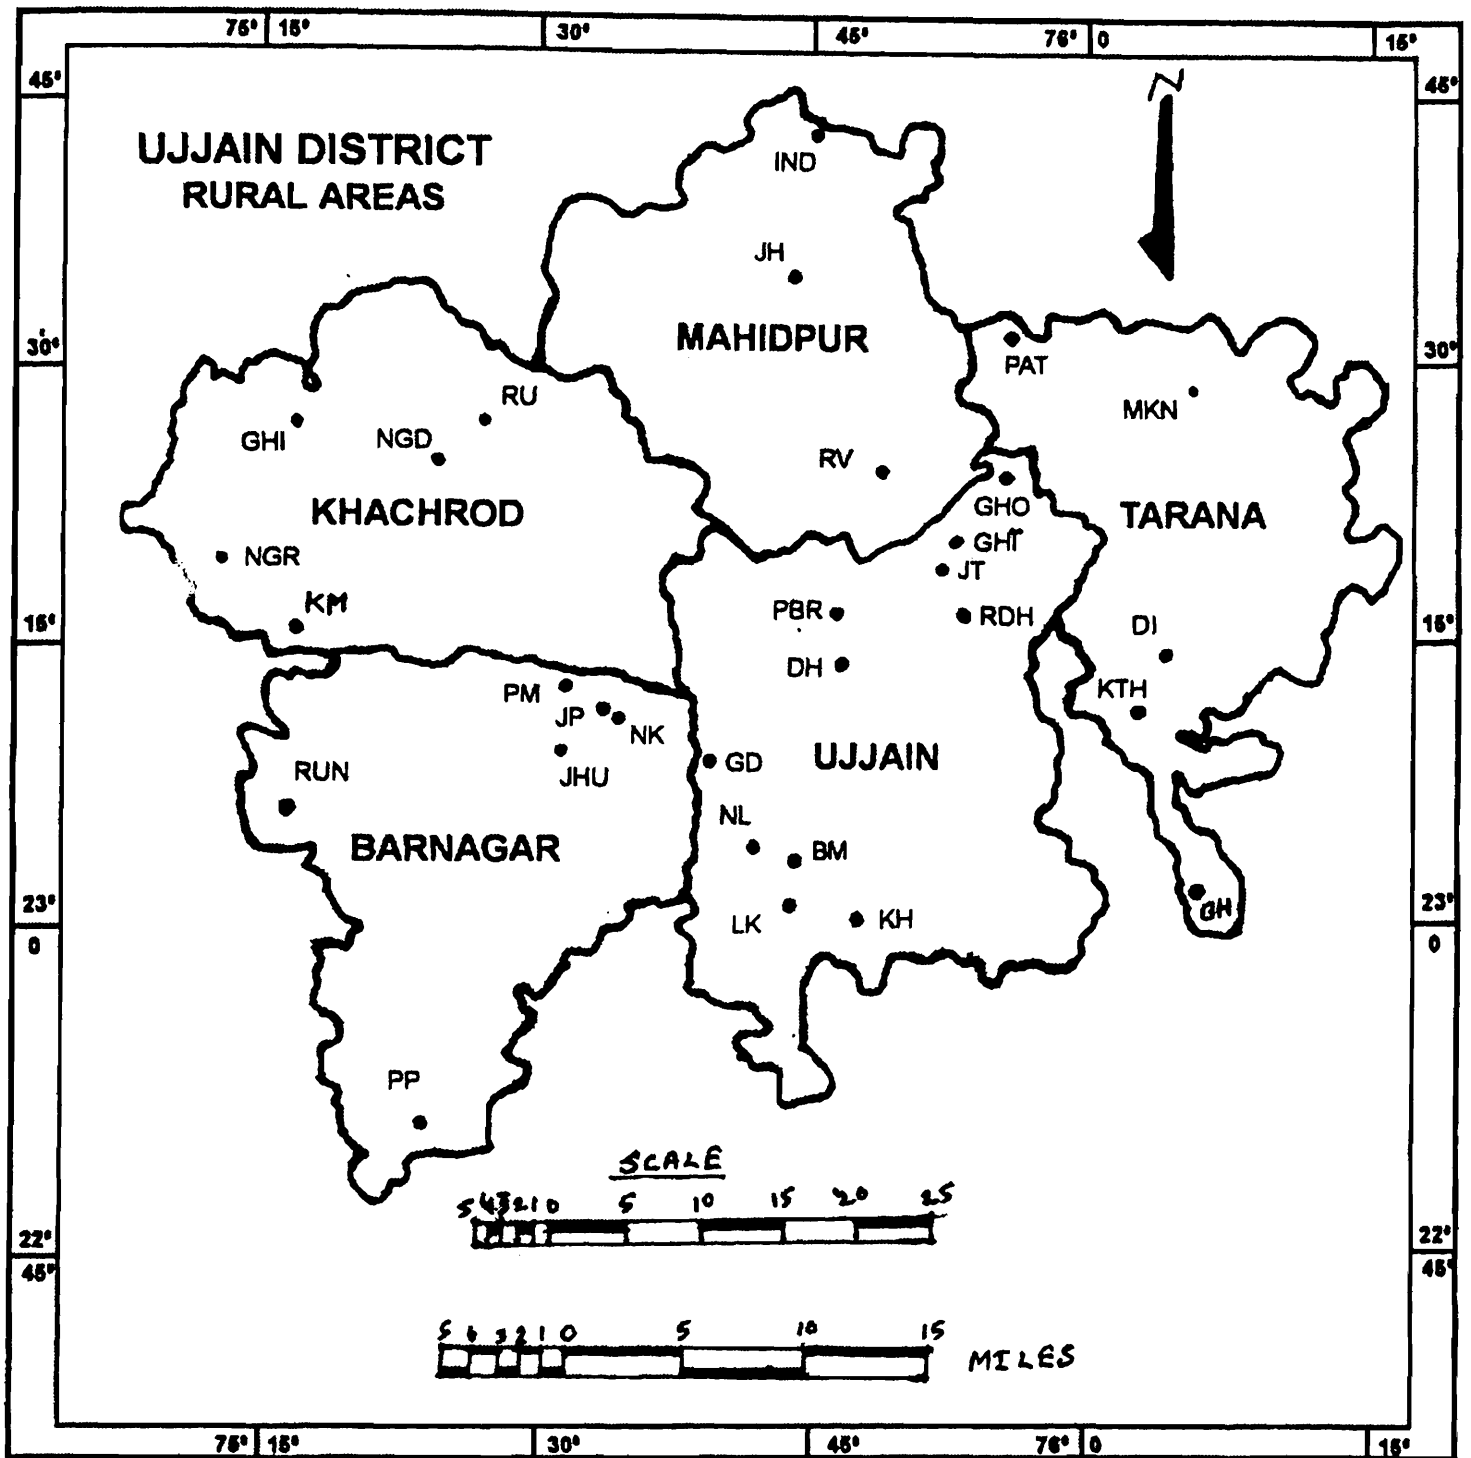 75° 15' 30' 45' 76° 0 15'
45' 45'
N
UJJAIN DISTRICT
RURAL AREAS
IND
JH
MAHIDPUR
30' 30'
PAT
RU
MKN
GHI
NGD
RV
KHACHROD
GHO
TARANA
GHT
NGR
JT
KM
PBR
RDH
15' 15'
DI
DH
PM
KTH
JP
NK
GD
UJJAIN
RUN
JHU
NL
BARNAGAR
BM
23° 23°
GH
LK
KH
0 0
PP
SCALE
5 4 3 2 1 0 5 10 15 20 25
22° 22°
45' 45'
5 4 3 2 1 0 5 10 15
MILES
75° 15' 30' 45' 76° 0 15'